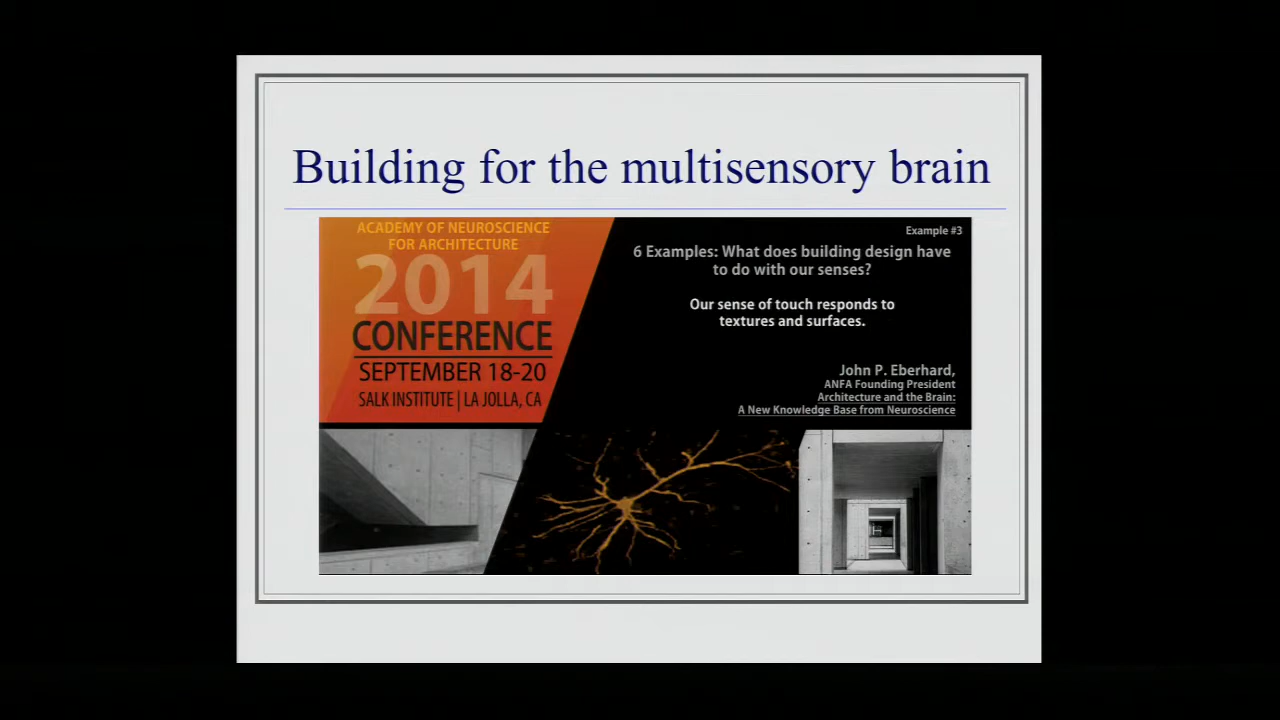 Building for the multisensory brain
ACADEMY OF NEUROSCIENCE
FOR ARCHITECTURE
2014
CONFERENCE
SEPTEMBER 18-20
SALK INSTITUTE | LA JOLLA, CA
Example #3
6 Examples: What does building design have
to do with our senses?
Our sense of touch responds to
textures and surfaces.
John P. Eberhard,
ANFA Founding President
Architecture and the Brain:
A New Knowledge Base from Neuroscience